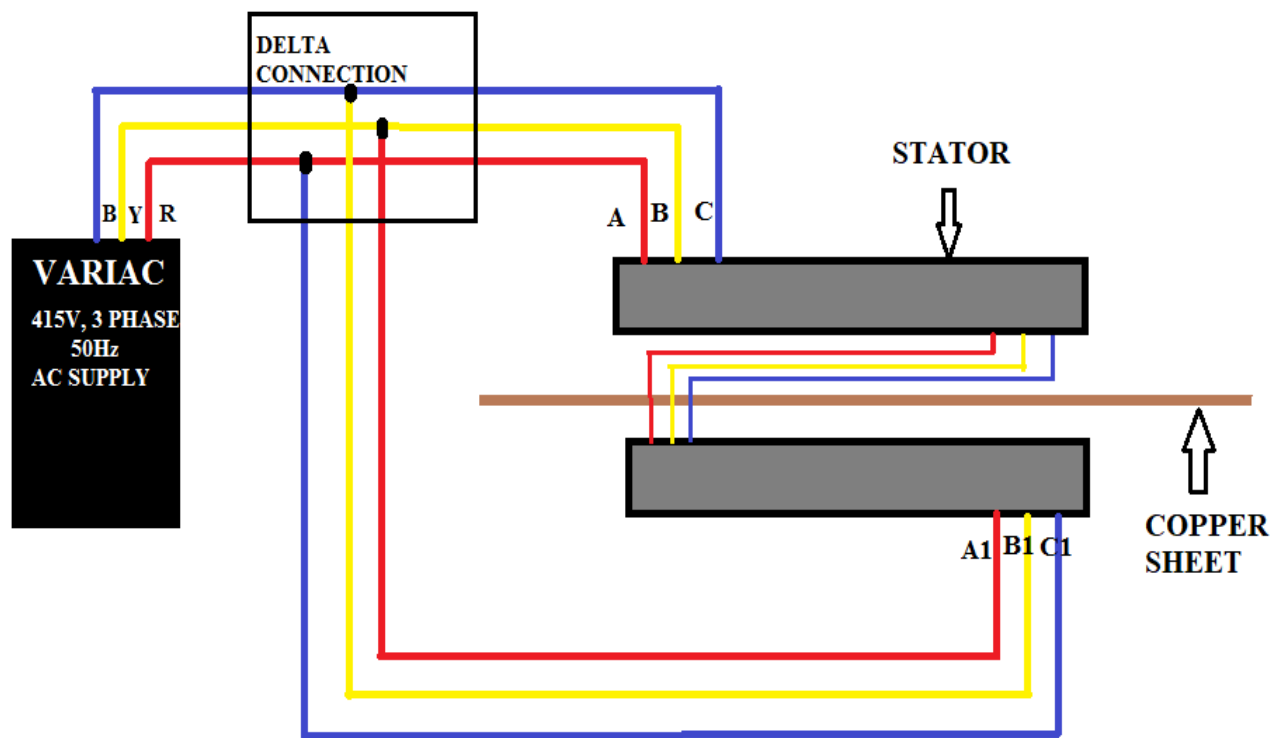 DELTA
CONNECTION
STATOR
B Y R
A B C
VARIAC
415V, 3 PHASE
50Hz
AC SUPPLY
A1 B1 C1
COPPER
SHEET